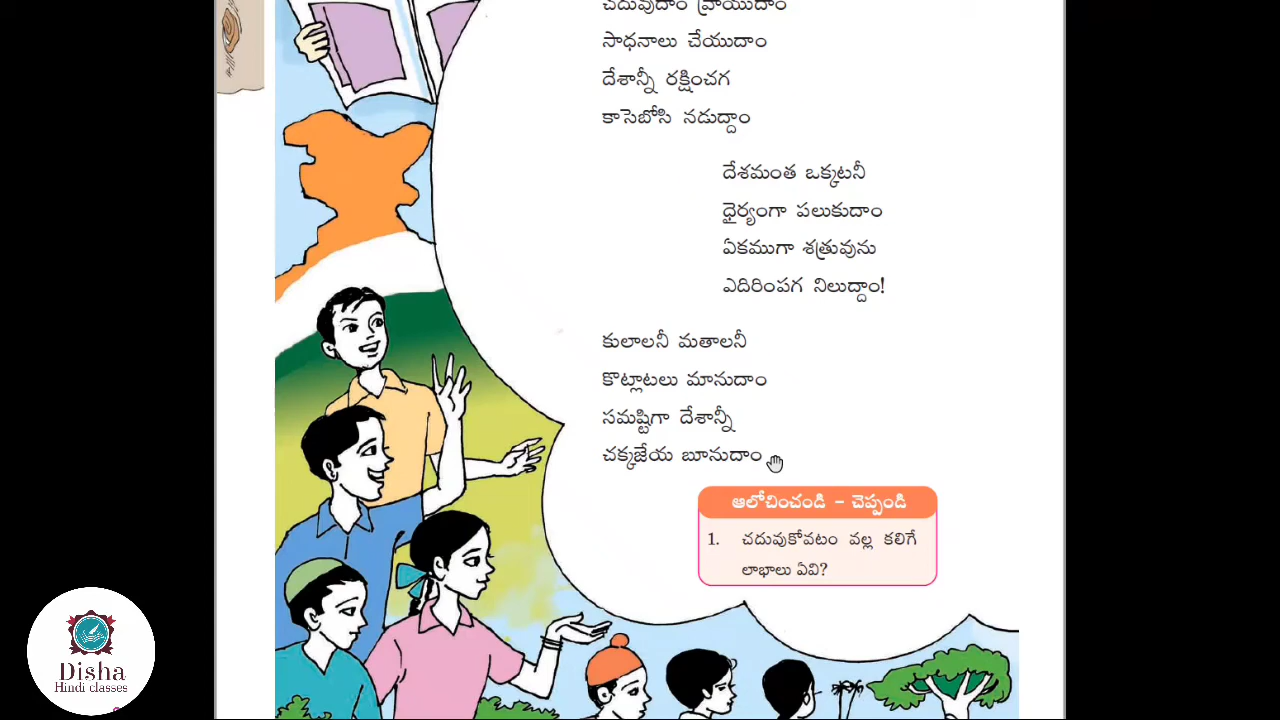 చదువుదాం వ్రాయుదాం
సాధనాలు చేయుదాం
దేశాన్నీ రక్షించగ
కాసెబోసి నడుద్దాం
దేశమంత ఒక్కటనీ
ధైర్యంగా పలుకుదాం
ఏకముగా శత్రువును
ఎదిరింపగ నిలుద్దాం!
కులాలనీ మతాలనీ
కొట్లాటలు మానుదాం
సమష్టిగా దేశాన్నీ
చక్కజేయ బూనుదాం
ఆలోచించండి - చెప్పండి
1. చదువుకోవటం వల్ల కలిగే
లాభాలు ఏవి?
Disha
Hindi classes